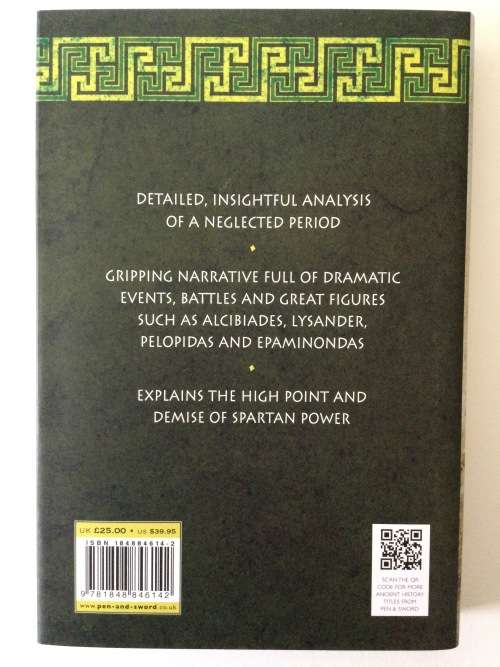 DETAILED, INSIGHTFUL ANALYSIS
OF A NEGLECTED PERIOD
GRIPPING NARRATIVE FULL OF DRAMATIC
EVENTS, BATTLES AND GREAT FIGURES
SUCH AS ALCIBIADES, LYSANDER,
PELOPIDAS AND EPAMINONDAS
EXPLAINS THE HIGH POINT AND
DEMISE OF SPARTAN POWER
UK £25.00 • US $39.95
ISBN 184884614-2
9 781848 846142
www.pen-and-sword.co.uk
SCAN THE QR
CODE FOR MORE
ANCIENT HISTORY
TITLES FROM
PEN & SWORD